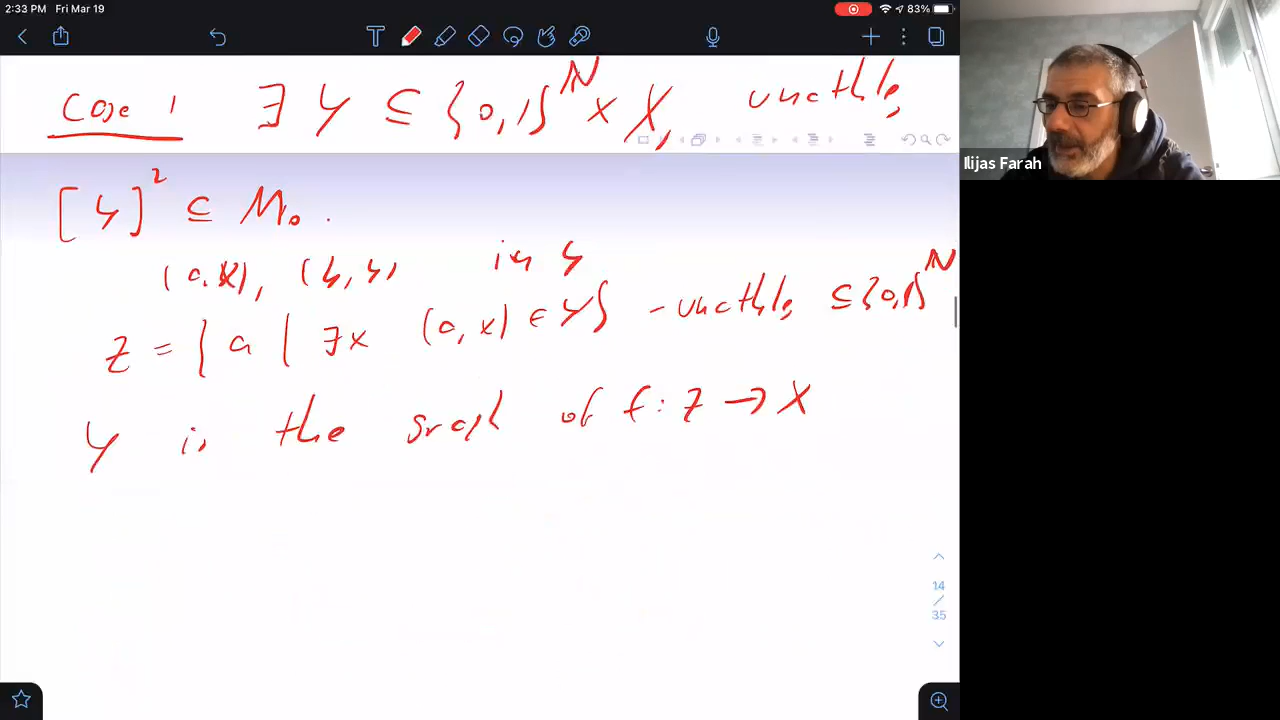 2:33 PM Fri Mar 19
83%
Case 1 ∃ Y ⊆ {0,1}^N × X, unctble,
[Y]² ⊆ M₀.
(a,x), (b,y) in Y
Z = {a | ∃x (a,x) ∈ Y} - unctble, ⊆ {0,1}^N
Y is the graph of f: Z → X
Ilijas Farah
14
/
35